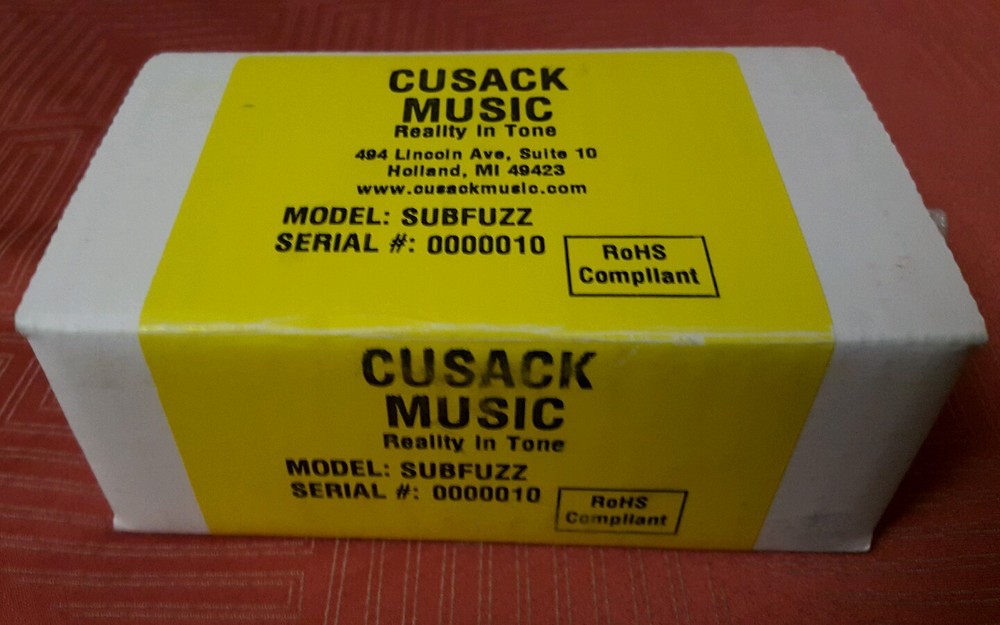 CUSACK
MUSIC
Reality In Tone
494 Lincoln Ave, Suite 10
Holland, MI 49423
www.cusackmusic.com
MODEL: SUBFUZZ
SERIAL #: 0000010
RoHS
Compliant
CUSACK
MUSIC
Reality In Tone
MODEL: SUBFUZZ
SERIAL #: 0000010
RoHS
Compliant